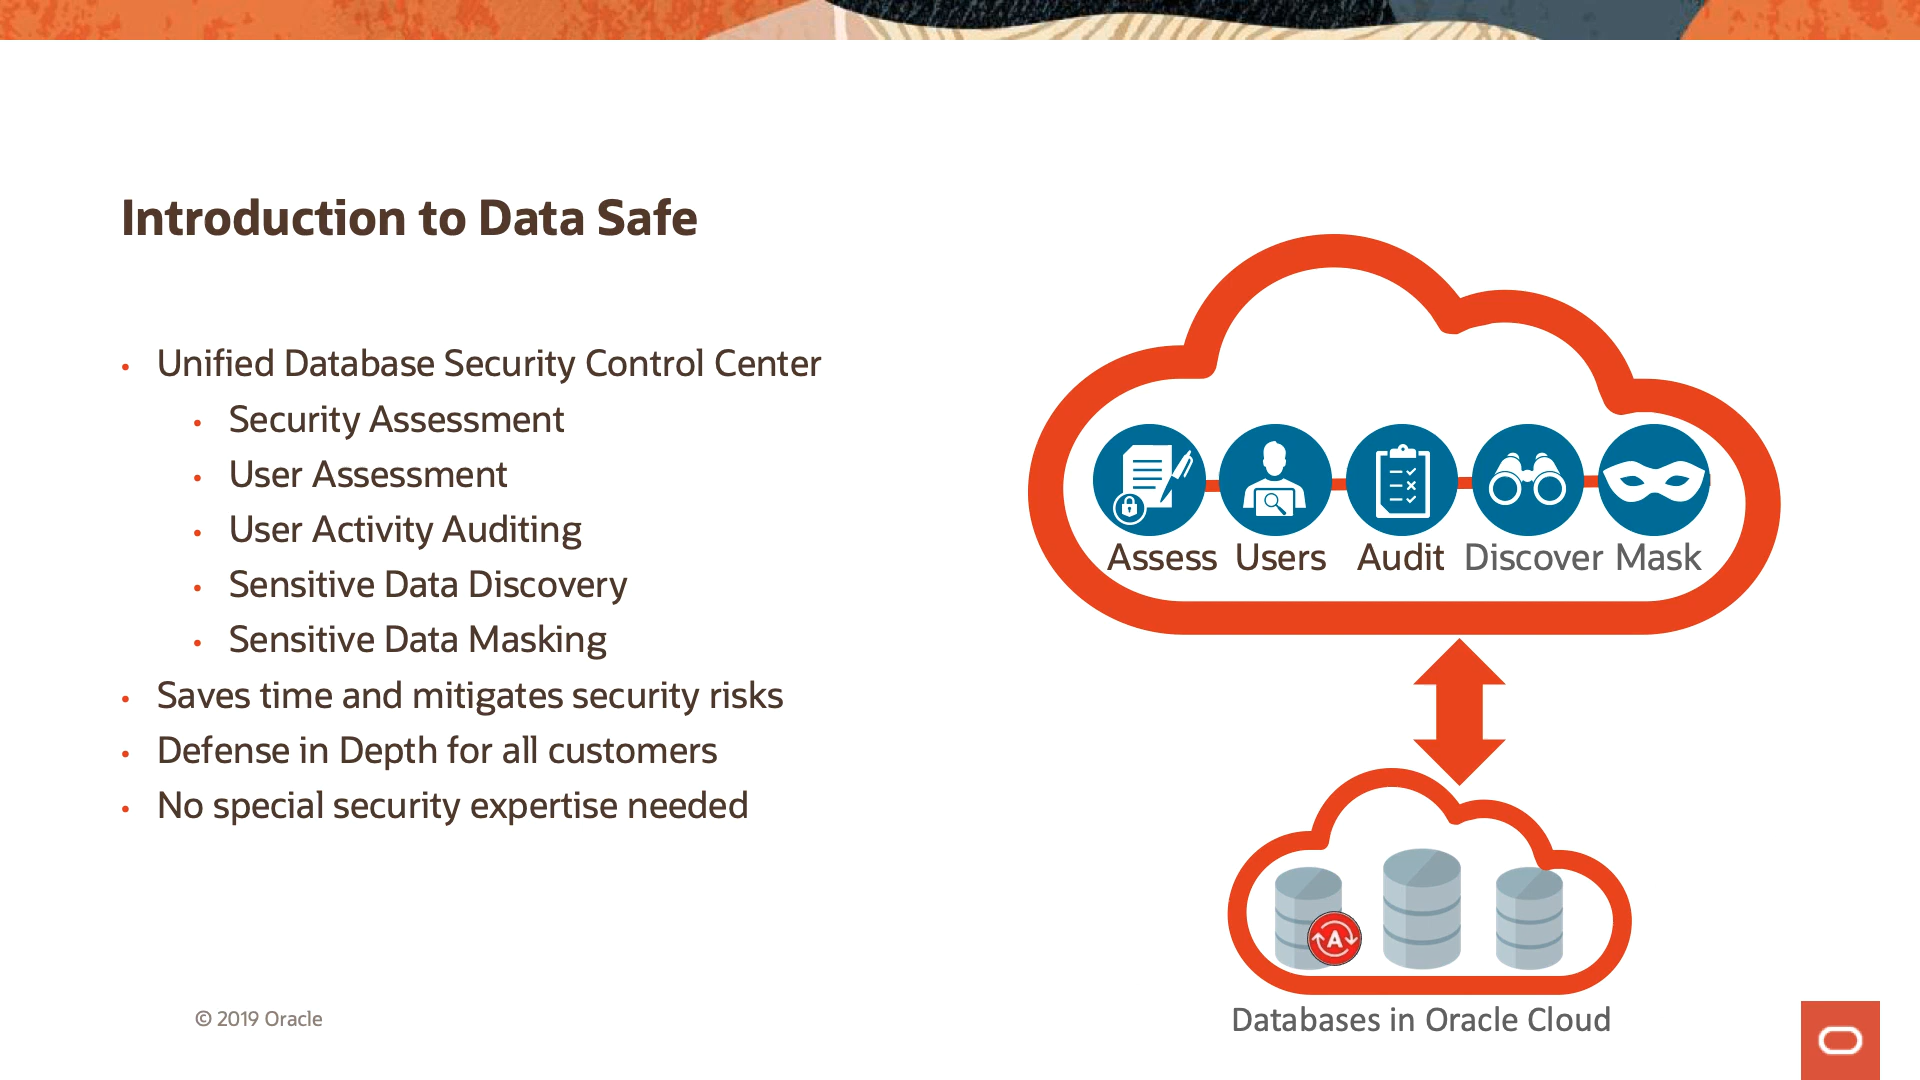 Introduction to Data Safe
• Unified Database Security Control Center
• Security Assessment
• User Assessment
• User Activity Auditing
• Sensitive Data Discovery
• Sensitive Data Masking
• Saves time and mitigates security risks
• Defense in Depth for all customers
• No special security expertise needed
Assess Users Audit Discover Mask
A
Databases in Oracle Cloud
© 2019 Oracle